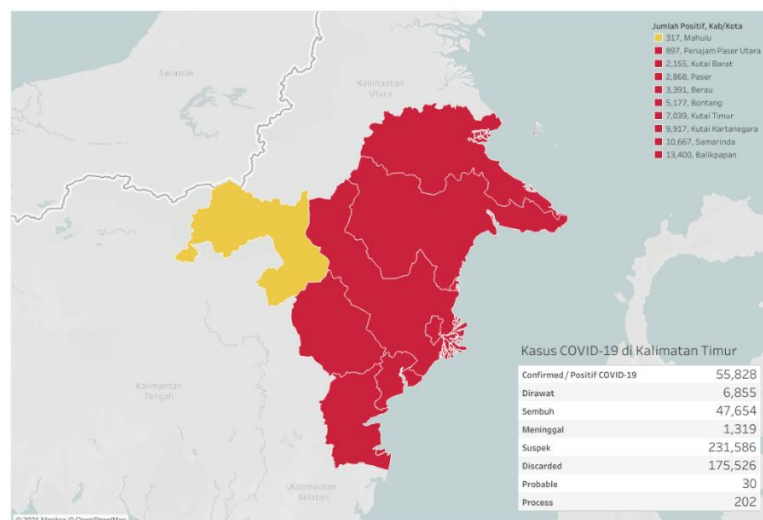 Jumlah Positif, Kab/Kota
317, Mahulu
897, Penajam Paser Utara
2,155, Kutai Barat
2,868, Paser
3,391, Berau
5,177, Bontang
7,039, Kutai Timur
9,917, Kutai Kartanegara
10,667, Samarinda
13,400, Balikpapan
Sarawak
Kalimantan
Utara
Kalimantan
Tengah
Kalimantan
Selatan
Kasus COVID-19 di Kalimatan Timur
Confirmed / Positif COVID-19 55,828
Dirawat 6,855
Sembuh 47,654
Meninggal 1,319
Suspek 231,586
Discarded 175,526
Probable 30
Process 202
© 2021 Mapbox © OpenStreetMap